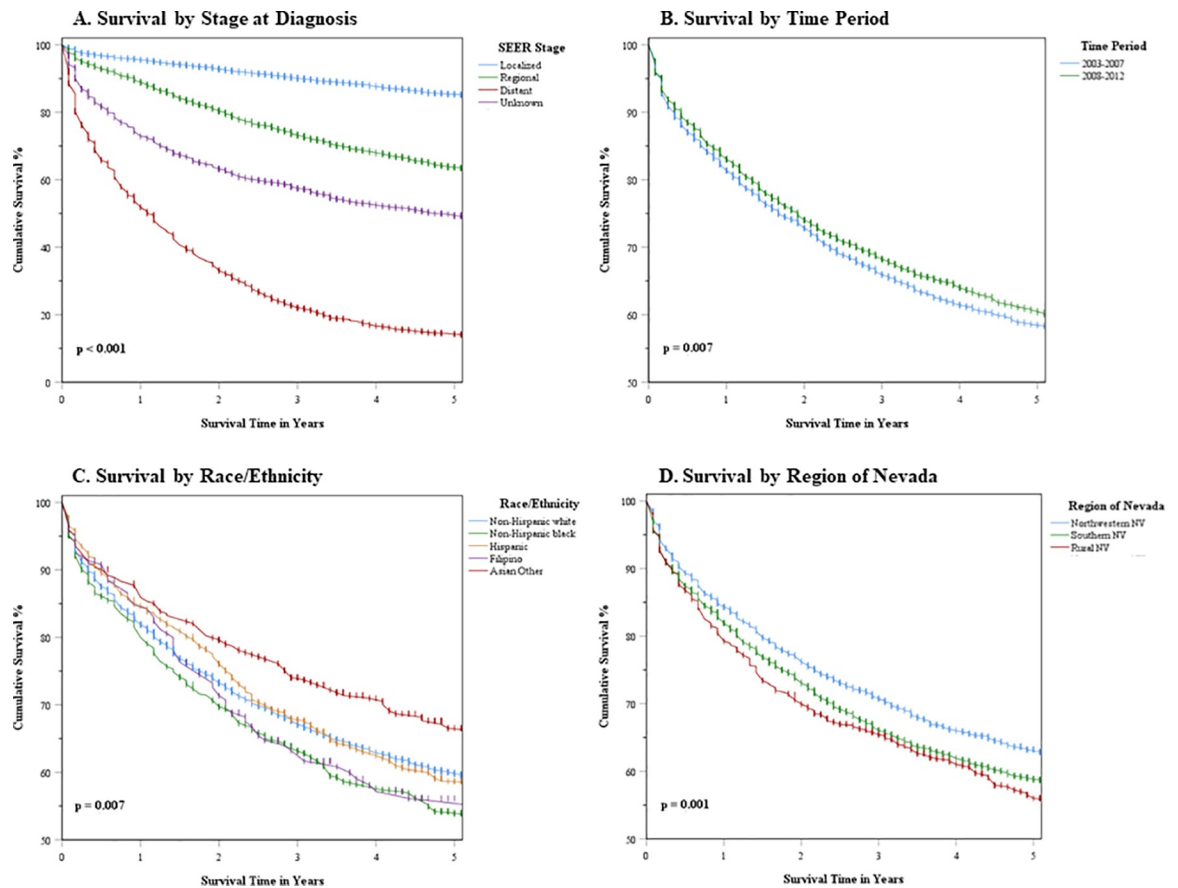 A. Survival by Stage at Diagnosis
SEER Stage
Localized
Regional
Distant
Unknown
100
80
60
40
20
0
Cumulative Survival %
p < 0.001
0 1 2 3 4 5
Survival Time in Years
B. Survival by Time Period
Time Period
2003-2007
2008-2012
100
90
80
70
60
50
Cumulative Survival %
p = 0.007
0 1 2 3 4 5
Survival Time in Years
C. Survival by Race/Ethnicity
Race/Ethnicity
Non-Hispanic white
Non-Hispanic black
Hispanic
Filipino
Asian Other
100
90
80
70
60
50
Cumulative Survival %
p = 0.007
0 1 2 3 4 5
Survival Time in Years
D. Survival by Region of Nevada
Region of Nevada
Northwestern NV
Southern NV
Rural NV
100
90
80
70
60
50
Cumulative Survival %
p = 0.001
0 1 2 3 4 5
Survival Time in Years